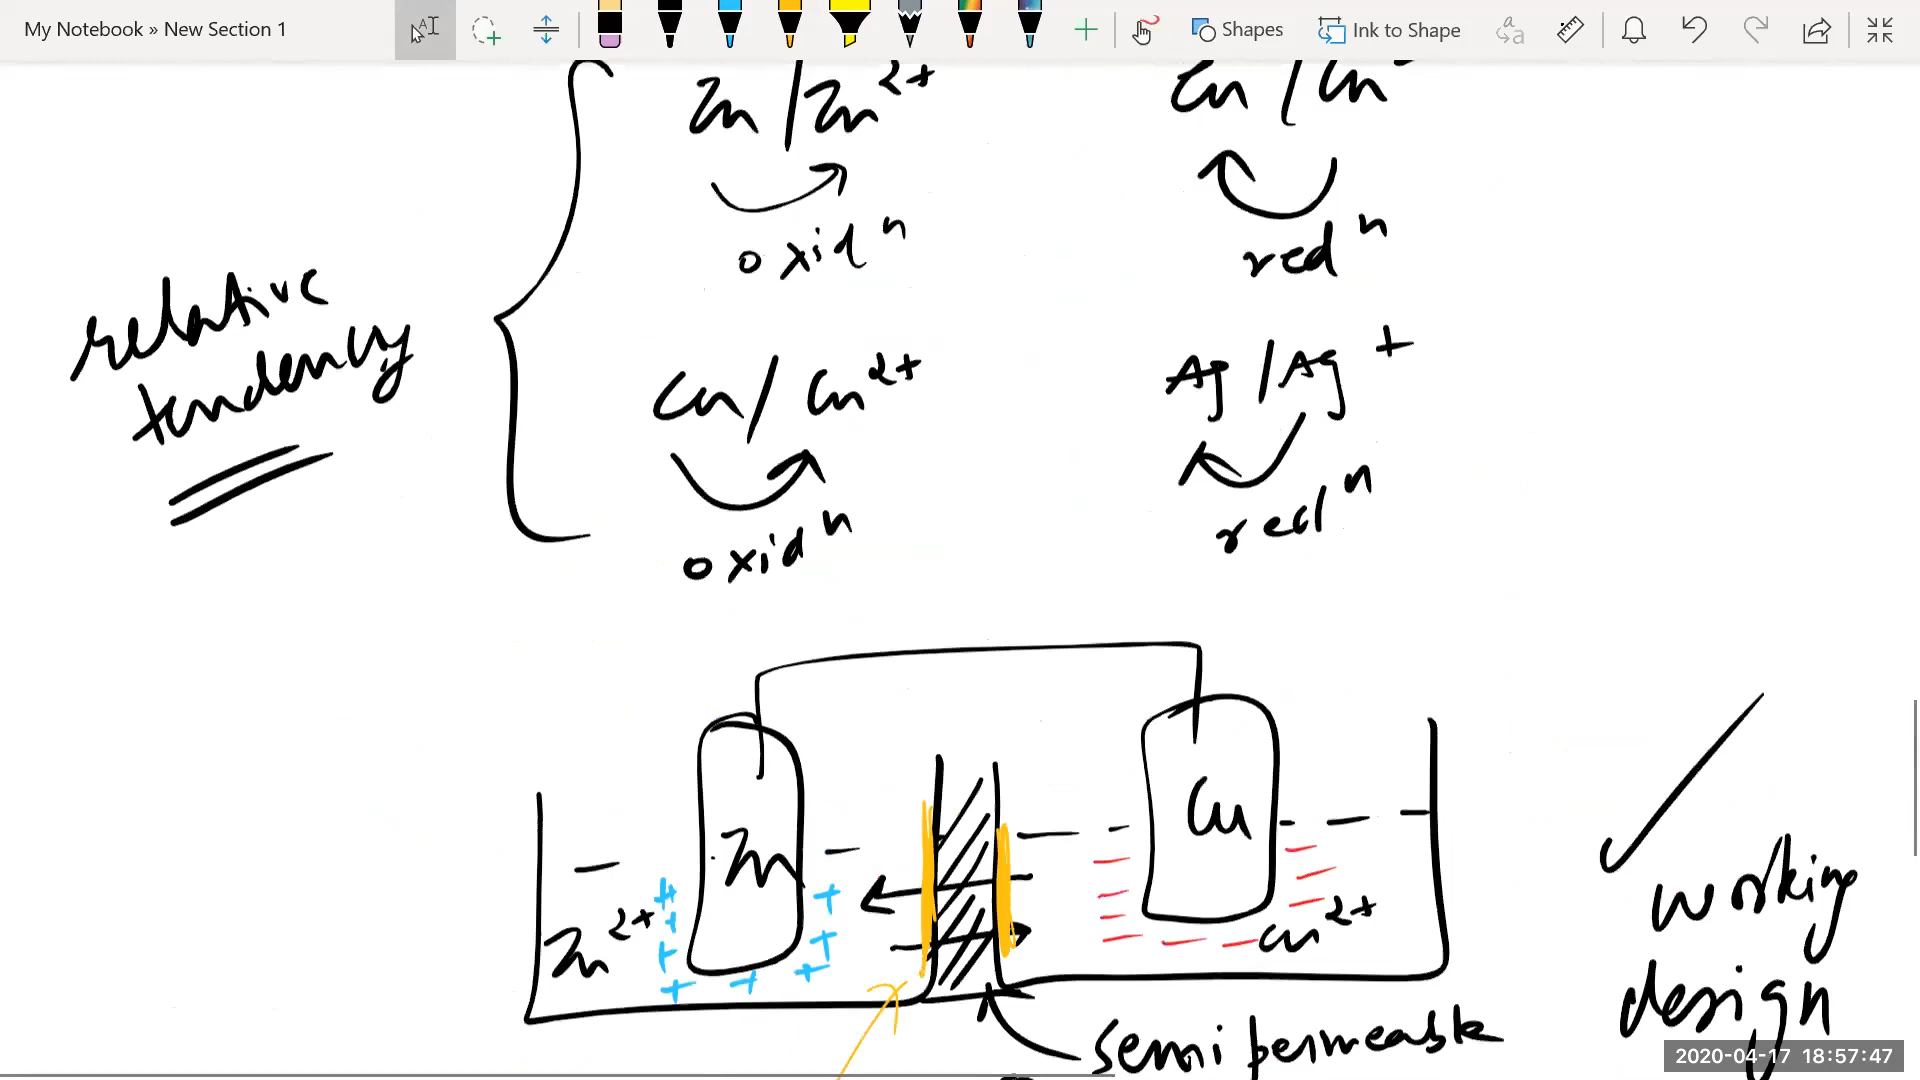 My Notebook » New Section 1
Shapes
Ink to Shape
Zn / Zn²⁺
Cu / Cu
oxidⁿ
redⁿ
relative
tendency
Cu / Cu²⁺
Ag / Ag⁺
oxidⁿ
redⁿ
Zn
Cu
Zn²⁺
Cu²⁺
working
design
semi permeable
2020-04-17 18:57:47